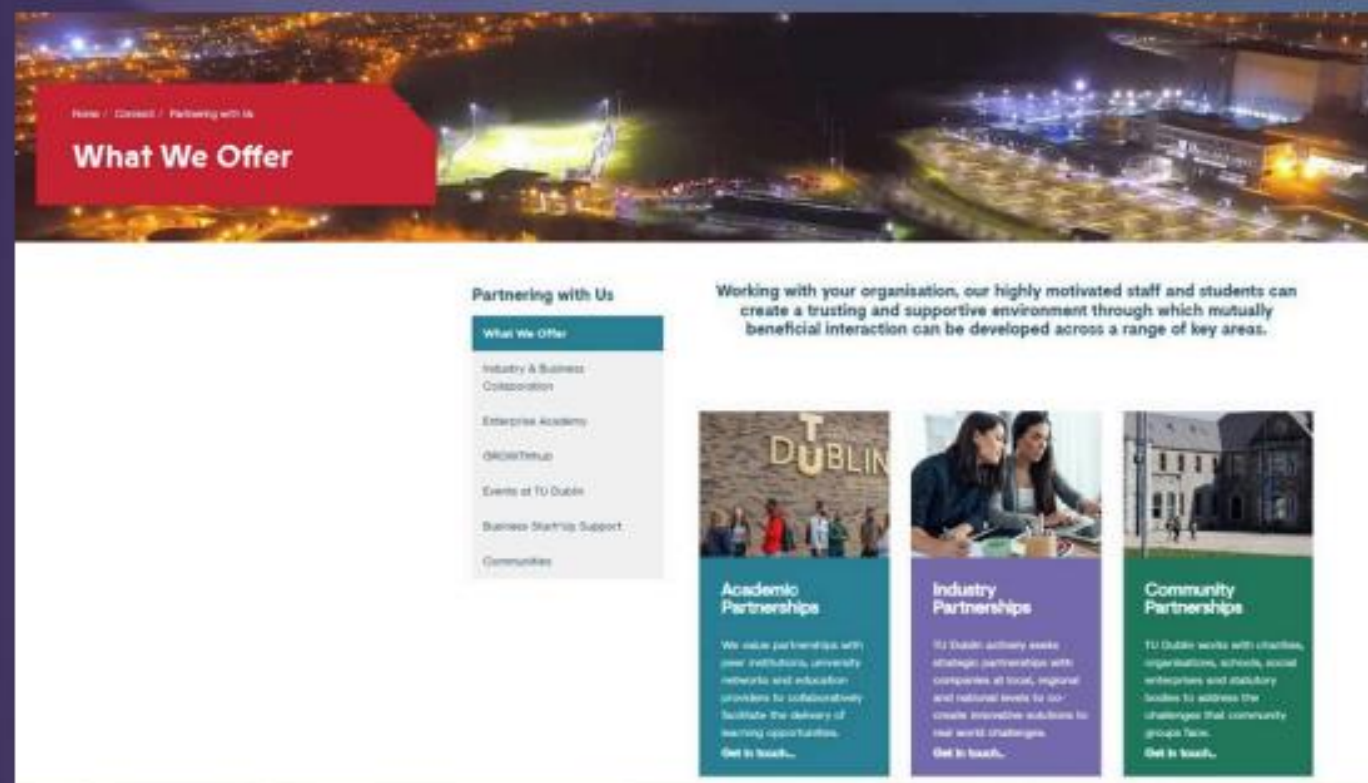 Home / Connect / Partnering with Us
What We Offer
Partnering with Us
What We Offer
Industry & Business
Collaboration
Enterprise Academy
GROWTHhub
Events at TU Dublin
Business Start-Up Support
Communities
Working with your organisation, our highly motivated staff and students can
create a trusting and supportive environment through which mutually
beneficial interaction can be developed across a range of key areas.
T
DUBLIN
Academic
Partnerships
We value partnerships with
peer institutions, university
networks and education
providers to collaboratively
facilitate the delivery of
learning opportunities.
Get in touch...
Industry
Partnerships
TU Dublin actively seeks
strategic partnerships with
companies at local, regional
and national levels to co-
create innovative solutions to
real world challenges.
Get in touch...
Community
Partnerships
TU Dublin works with charities,
organisations, schools, social
enterprises and statutory
bodies to address the
challenges that community
groups face.
Get in touch...